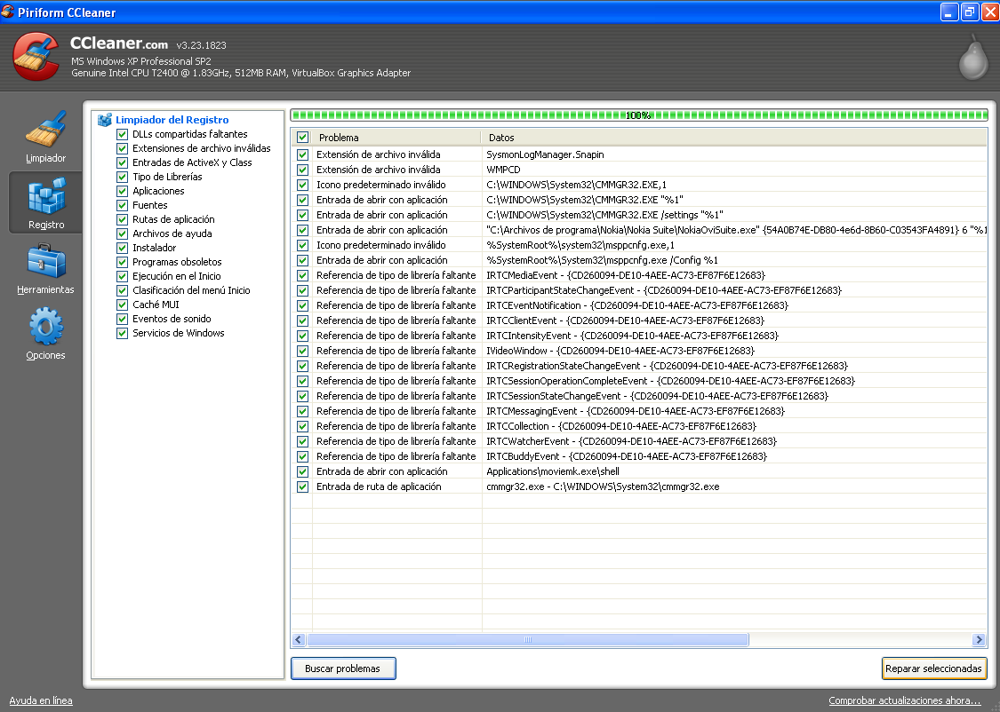 Piriform CCleaner
CCleaner.com v3.23.1823
MS Windows XP Professional SP2
Genuine Intel CPU T2400 @ 1.83GHz, 512MB RAM, VirtualBox Graphics Adapter
Limpiador
Registro
Herramientas
Opciones
Limpiador del Registro
DLLs compartidas faltantes
Extensiones de archivo inválidas
Entradas de ActiveX y Class
Tipo de Librerías
Aplicaciones
Fuentes
Rutas de aplicación
Archivos de ayuda
Instalador
Programas obsoletos
Ejecución en el Inicio
Clasificación del menú Inicio
Caché MUI
Eventos de sonido
Servicios de Windows
100%
Problema Datos
Extensión de archivo inválida SysmonLogManager.Snapin
Extensión de archivo inválida WMPCD
Icono predeterminado inválido C:\WINDOWS\System32\CMMGR32.EXE,1
Entrada de abrir con aplicación C:\WINDOWS\System32\CMMGR32.EXE "%1"
Entrada de abrir con aplicación C:\WINDOWS\System32\CMMGR32.EXE /settings "%1"
Entrada de abrir con aplicación "C:\Archivos de programa\Nokia\Nokia Suite\NokiaOviSuite.exe" {54A0B74E-DB80-4e6d-8B60-C03543FA4891} 6 "%1
Icono predeterminado inválido %SystemRoot%\system32\msppcnfg.exe,1
Entrada de abrir con aplicación %SystemRoot%\System32\msppcnfg.exe /Config %1
Referencia de tipo de librería faltante IRTCMediaEvent - {CD260094-DE10-4AEE-AC73-EF87F6E12683}
Referencia de tipo de librería faltante IRTCParticipantStateChangeEvent - {CD260094-DE10-4AEE-AC73-EF87F6E12683}
Referencia de tipo de librería faltante IRTCEventNotification - {CD260094-DE10-4AEE-AC73-EF87F6E12683}
Referencia de tipo de librería faltante IRTCClientEvent - {CD260094-DE10-4AEE-AC73-EF87F6E12683}
Referencia de tipo de librería faltante IRTCIntensityEvent - {CD260094-DE10-4AEE-AC73-EF87F6E12683}
Referencia de tipo de librería faltante IVideoWindow - {CD260094-DE10-4AEE-AC73-EF87F6E12683}
Referencia de tipo de librería faltante IRTCRegistrationStateChangeEvent - {CD260094-DE10-4AEE-AC73-EF87F6E12683}
Referencia de tipo de librería faltante IRTCSessionOperationCompleteEvent - {CD260094-DE10-4AEE-AC73-EF87F6E12683}
Referencia de tipo de librería faltante IRTCSessionStateChangeEvent - {CD260094-DE10-4AEE-AC73-EF87F6E12683}
Referencia de tipo de librería faltante IRTCMessagingEvent - {CD260094-DE10-4AEE-AC73-EF87F6E12683}
Referencia de tipo de librería faltante IRTCCollection - {CD260094-DE10-4AEE-AC73-EF87F6E12683}
Referencia de tipo de librería faltante IRTCWatcherEvent - {CD260094-DE10-4AEE-AC73-EF87F6E12683}
Referencia de tipo de librería faltante IRTCBuddyEvent - {CD260094-DE10-4AEE-AC73-EF87F6E12683}
Entrada de abrir con aplicación Applications\moviemk.exe\shell
Entrada de ruta de aplicación cmmgr32.exe - C:\WINDOWS\System32\cmmgr32.exe
Buscar problemas
Reparar seleccionadas
Ayuda en línea
Comprobar actualizaciones ahora...